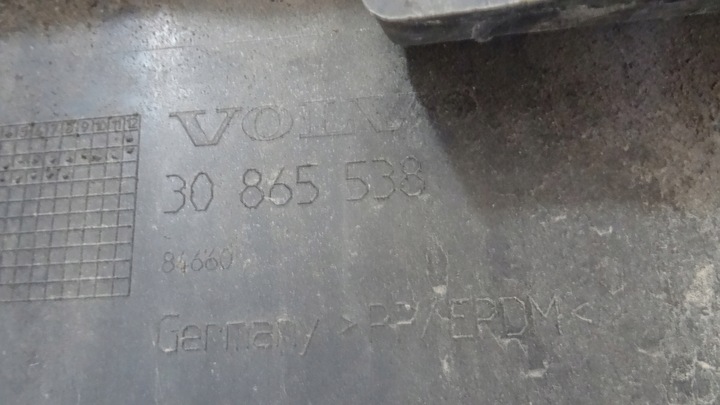 VOLVO
30 865 538
84660
Germany >PP/EPDM<